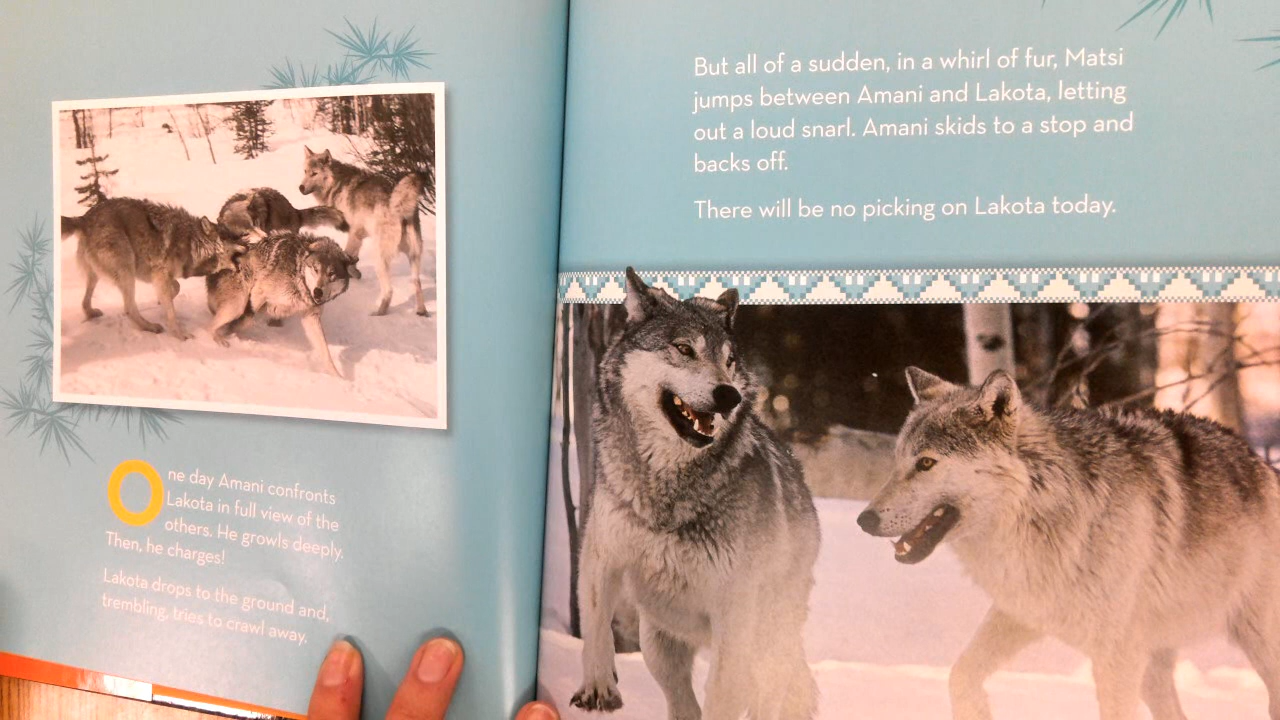 One day Amani confronts
Lakota in full view of the
others. He growls deeply.
Then, he charges!
Lakota drops to the ground and,
trembling, tries to crawl away.
But all of a sudden, in a whirl of fur, Matsi
jumps between Amani and Lakota, letting
out a loud snarl. Amani skids to a stop and
backs off.
There will be no picking on Lakota today.